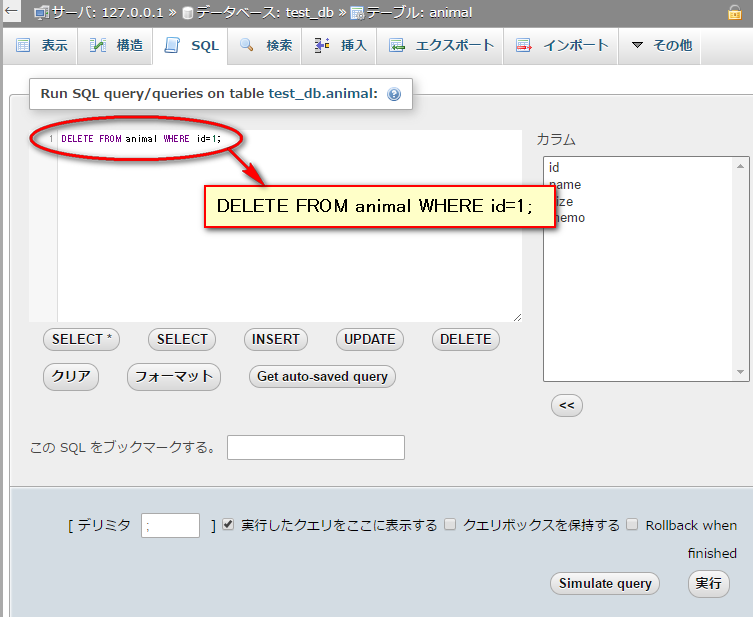 サーバ: 127.0.0.1 » データベース: test_db » テーブル: animal
表示 構造 SQL 検索 挿入 エクスポート インポート その他
Run SQL query/queries on table test_db.animal:
1 DELETE FROM animal WHERE id=1;
カラム
id
DELETE FROM animal WHERE id=1;
SELECT * SELECT INSERT UPDATE DELETE
クリア フォーマット Get auto-saved query
<<
この SQL をブックマークする。
[ デリミタ ; ] 実行したクエリをここに表示する クエリボックスを保持する Rollback when
finished
Simulate query 実行